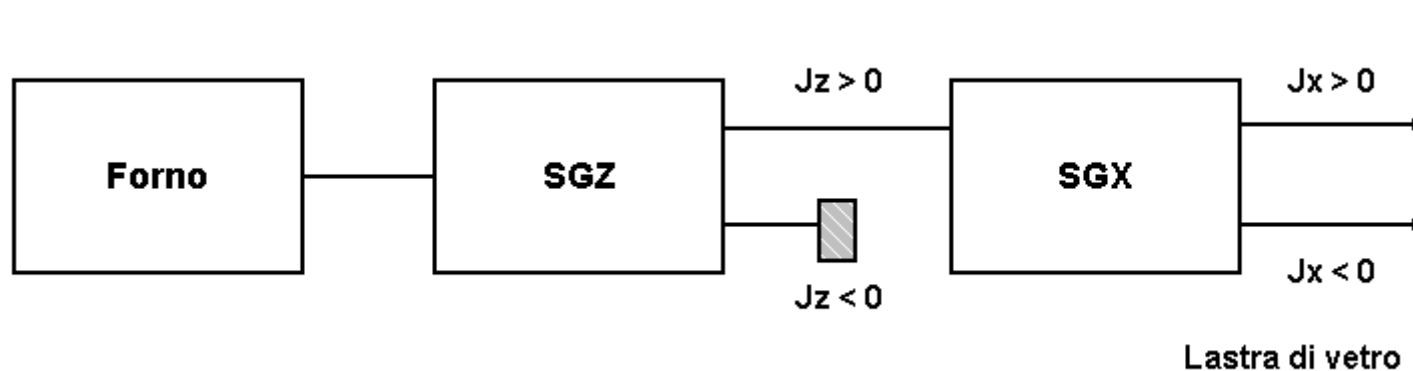 Forno
SGZ
Jz > 0
Jz < 0
SGX
Jx > 0
Jx < 0
Lastra di vetro